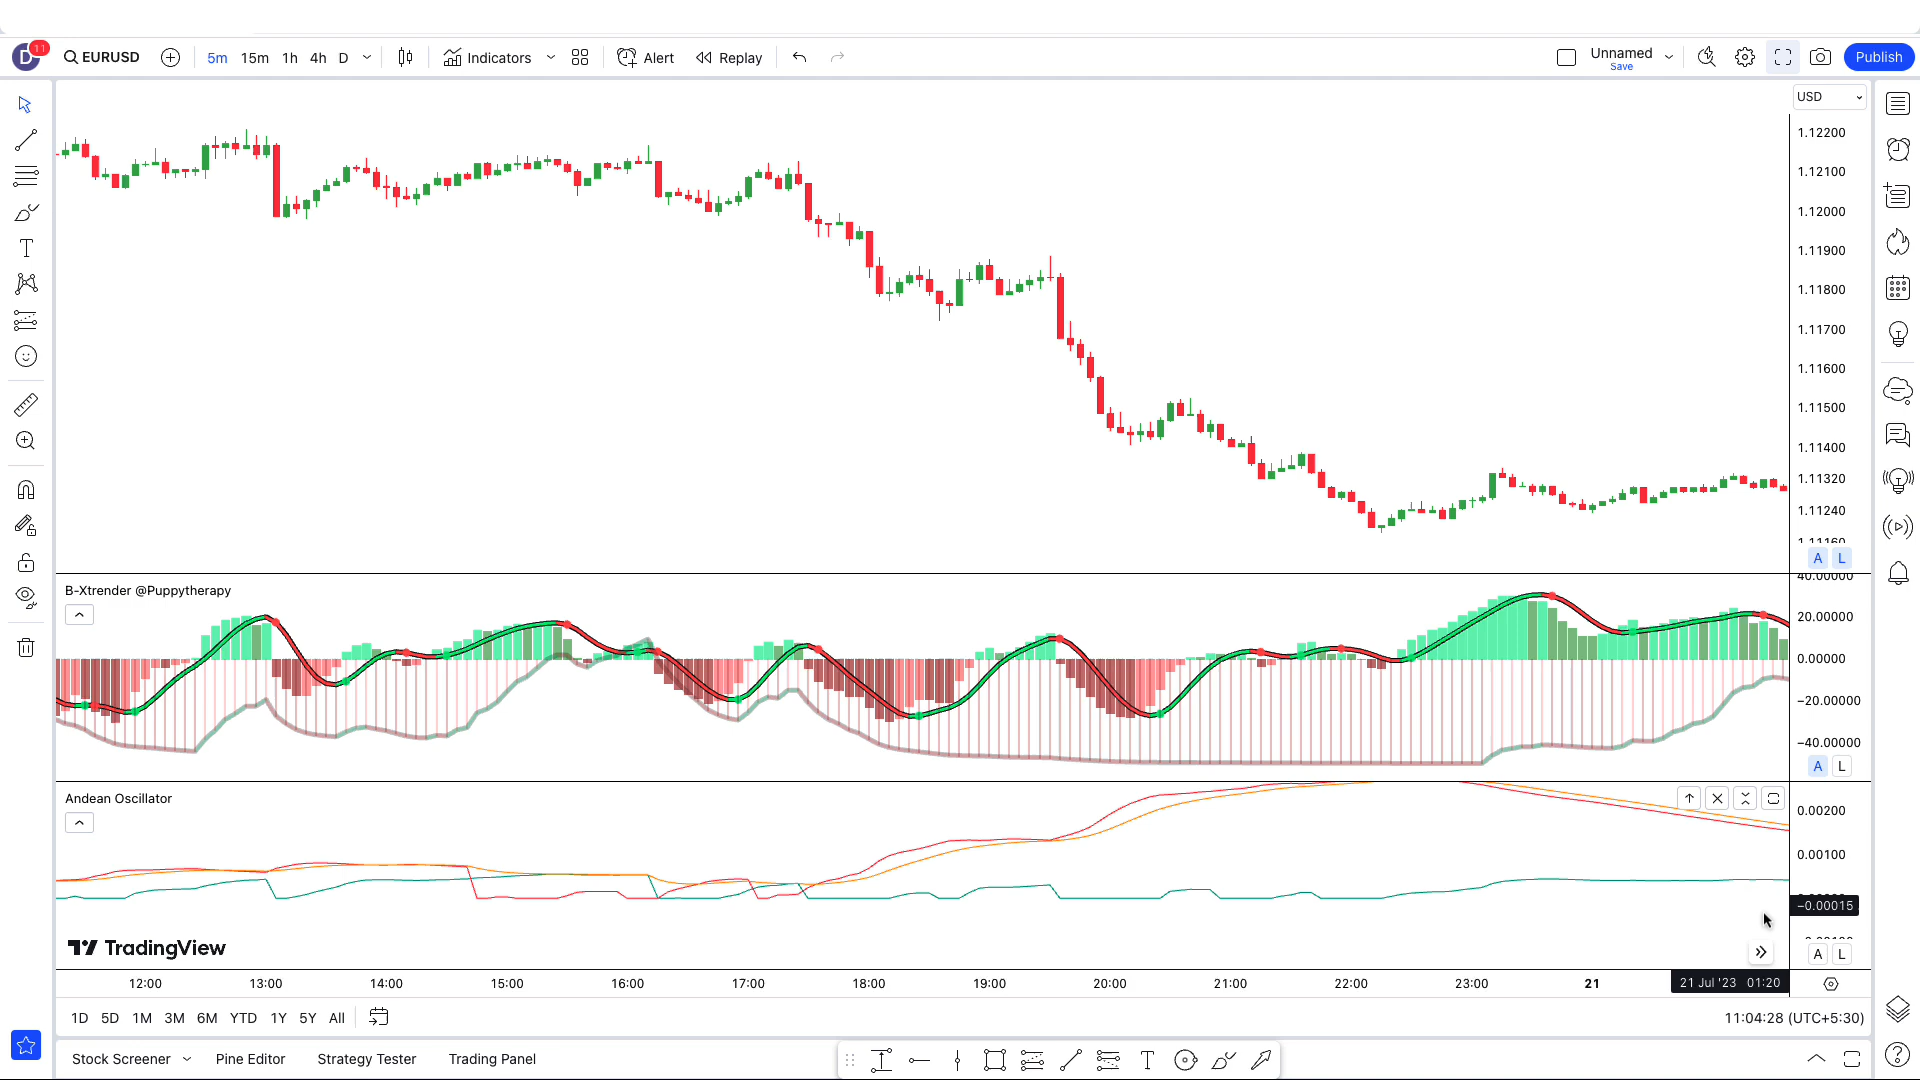 D 11 EURUSD 5m 15m 1h 4h D Indicators Alert Replay Unnamed Publish
Save
USD
1.12200
1.12100
1.12000
1.11900
1.11800
1.11700
1.11600
1.11500
1.11400
1.11320
1.11240
1.11160
A L
B-Xtrender @Puppytherapy
40.00000
20.00000
0.00000
−20.00000
−40.00000
A L
Andean Oscillator
0.00200
0.00100
−0.00015
TradingView
A L
12:00 13:00 14:00 15:00 16:00 17:00 18:00 19:00 20:00 21:00 22:00 23:00 21 21 Jul '23 01:20
1D 5D 1M 3M 6M YTD 1Y 5Y All 11:04:28 (UTC+5:30)
Stock Screener Pine Editor Strategy Tester Trading Panel